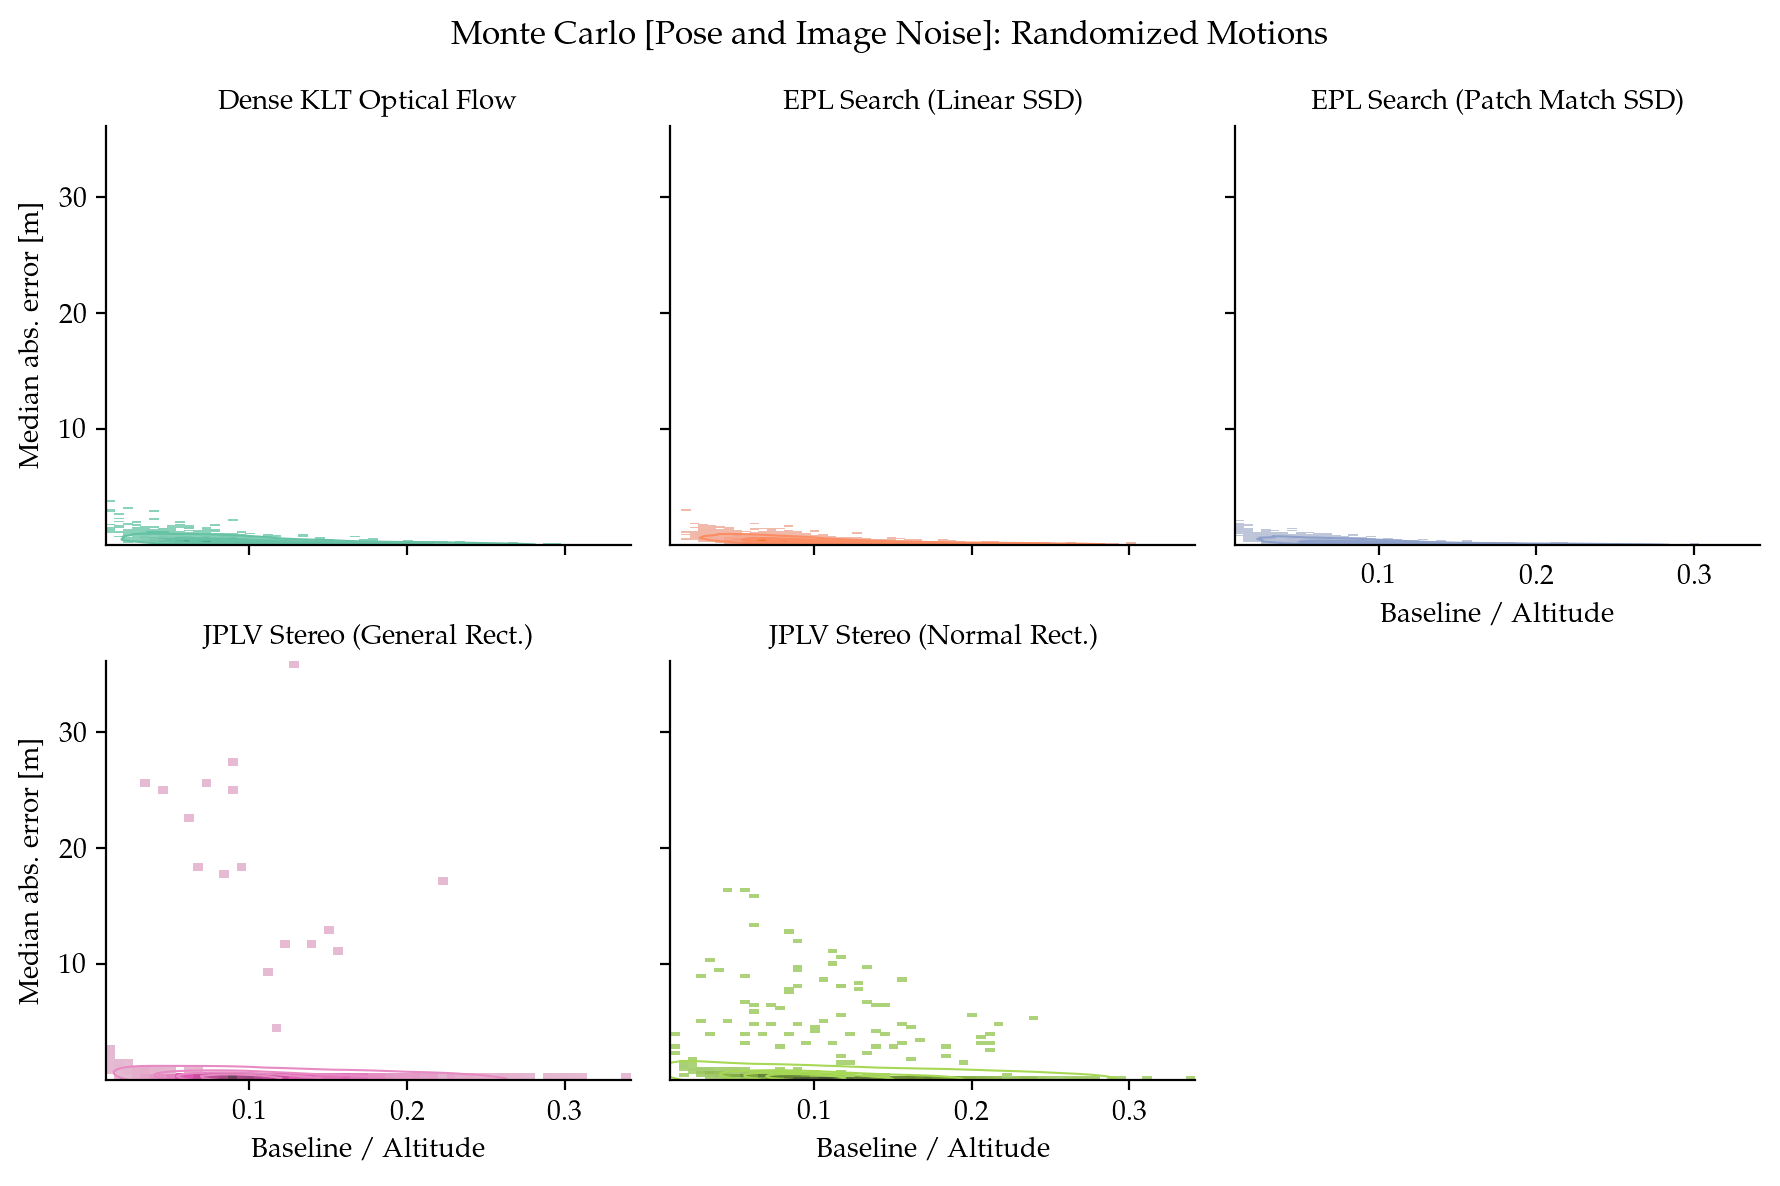 Monte Carlo [Pose and Image Noise]: Randomized Motions
Dense KLT Optical Flow
EPL Search (Linear SSD)
EPL Search (Patch Match SSD)
Median abs. error [m]
30
20
10
0.1
0.2
0.3
Baseline / Altitude
JPLV Stereo (General Rect.)
JPLV Stereo (Normal Rect.)
Median abs. error [m]
30
20
10
0.1
0.2
0.3
0.1
0.2
0.3
Baseline / Altitude
Baseline / Altitude